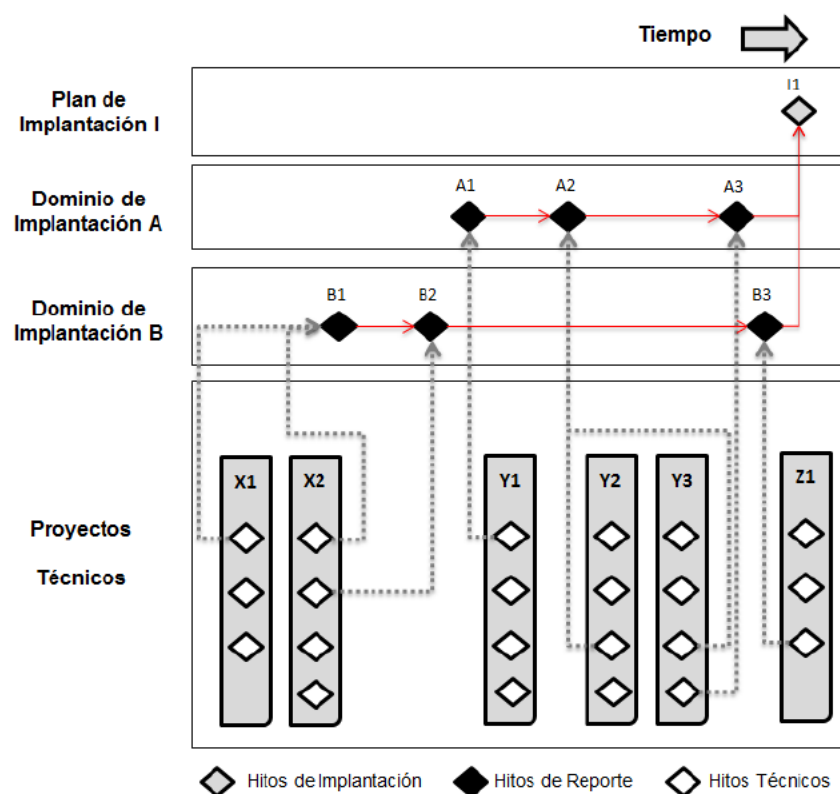 Tiempo
Plan de
Implantación I
I1
Dominio de
Implantación A
A1
A2
A3
Dominio de
Implantación B
B1
B2
B3
Proyectos
Técnicos
X1
X2
Y1
Y2
Y3
Z1
Hitos de Implantación
Hitos de Reporte
Hitos Técnicos